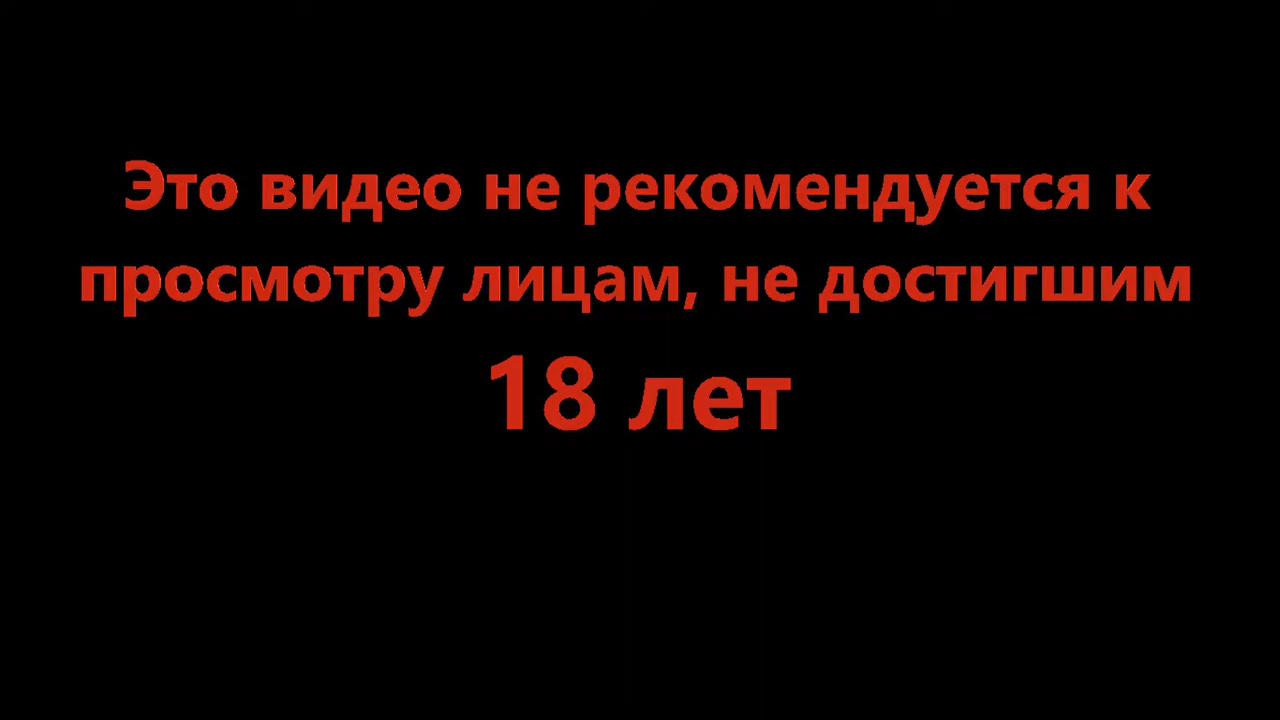 Это видео не рекомендуется к
просмотру лицам, не достигшим
18 лет